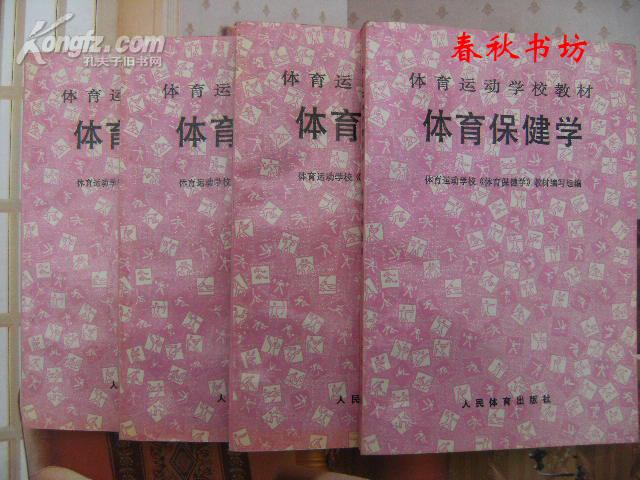 Kongfz.com
孔夫子旧书网
春秋书坊
体育运
体育
体育运动学校
人
体育运
体育
体育运动学校
人
体育运
体育
体育运动学校《
人民
体育运动学校教材
体育保健学
体育运动学校《体育保健学》教材编写组编
人民体育出版社